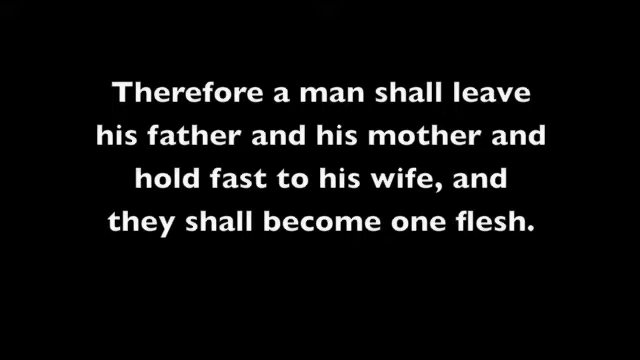 Therefore a man shall leave
his father and his mother and
hold fast to his wife, and
they shall become one flesh.